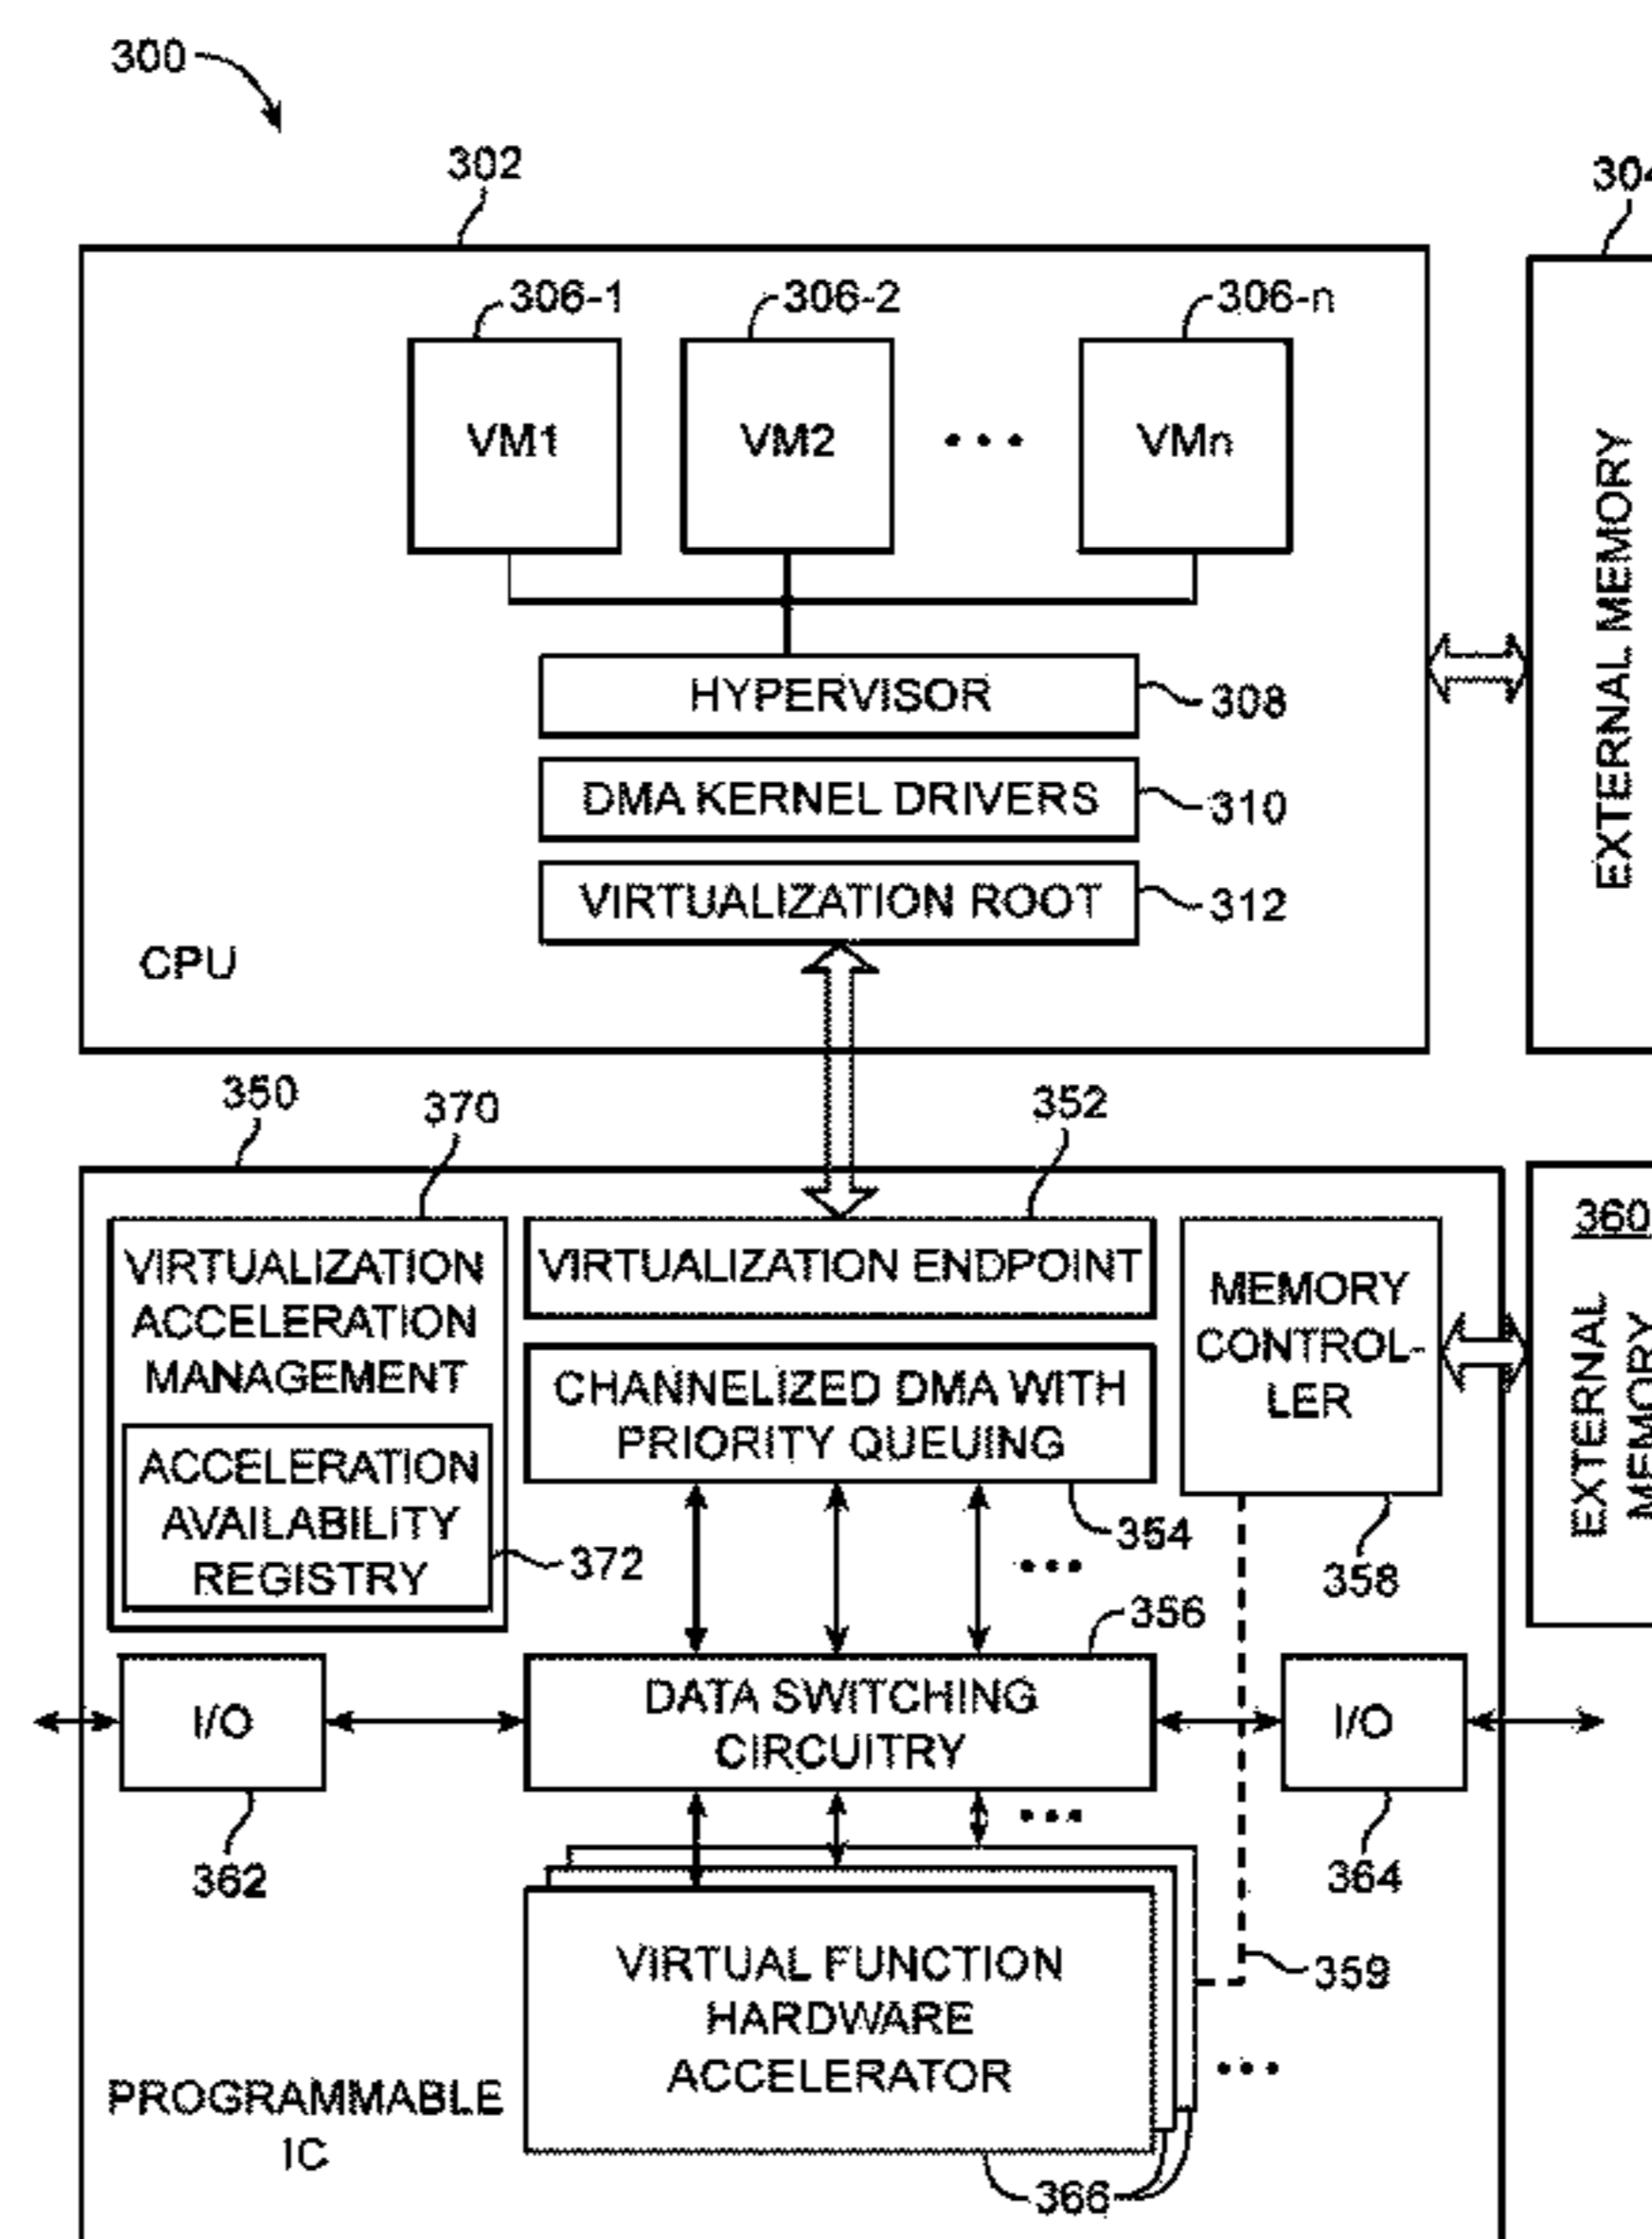 300
302
304
306-1
306-2
306-n
VM1
VM2
• • •
VMn
EXTERNAL MEMORY
HYPERVISOR
308
DMA KERNEL DRIVERS
310
VIRTUALIZATION ROOT
312
CPU
350
370
352
360
VIRTUALIZATION
ACCELERATION
MANAGEMENT
VIRTUALIZATION ENDPOINT
MEMORY
CONTROL-
LER
EXTERNAL
MEMORY
CHANNELIZED DMA WITH
PRIORITY QUEUING
ACCELERATION
AVAILABILITY
REGISTRY
372
354
• • •
358
356
I/O
DATA SWITCHING
CIRCUITRY
I/O
362
• • •
364
VIRTUAL FUNCTION
HARDWARE
ACCELERATOR
359
• • •
PROGRAMMABLE
IC
366